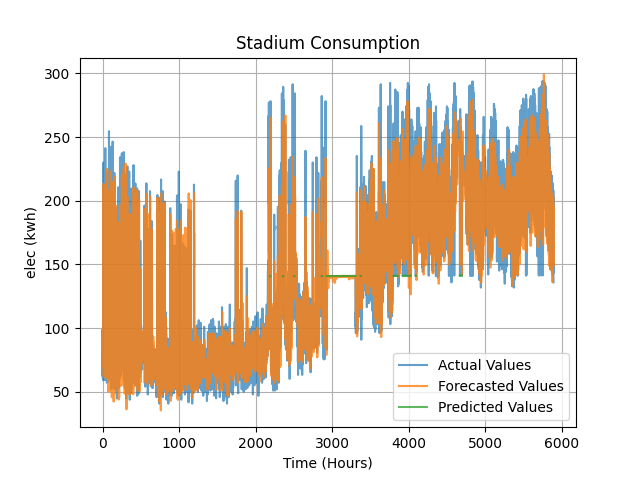 Stadium Consumption
elec (kwh)
300
250
200
150
100
50
0 1000 2000 3000 4000 5000 6000
Time (Hours)
Actual Values
Forecasted Values
Predicted Values